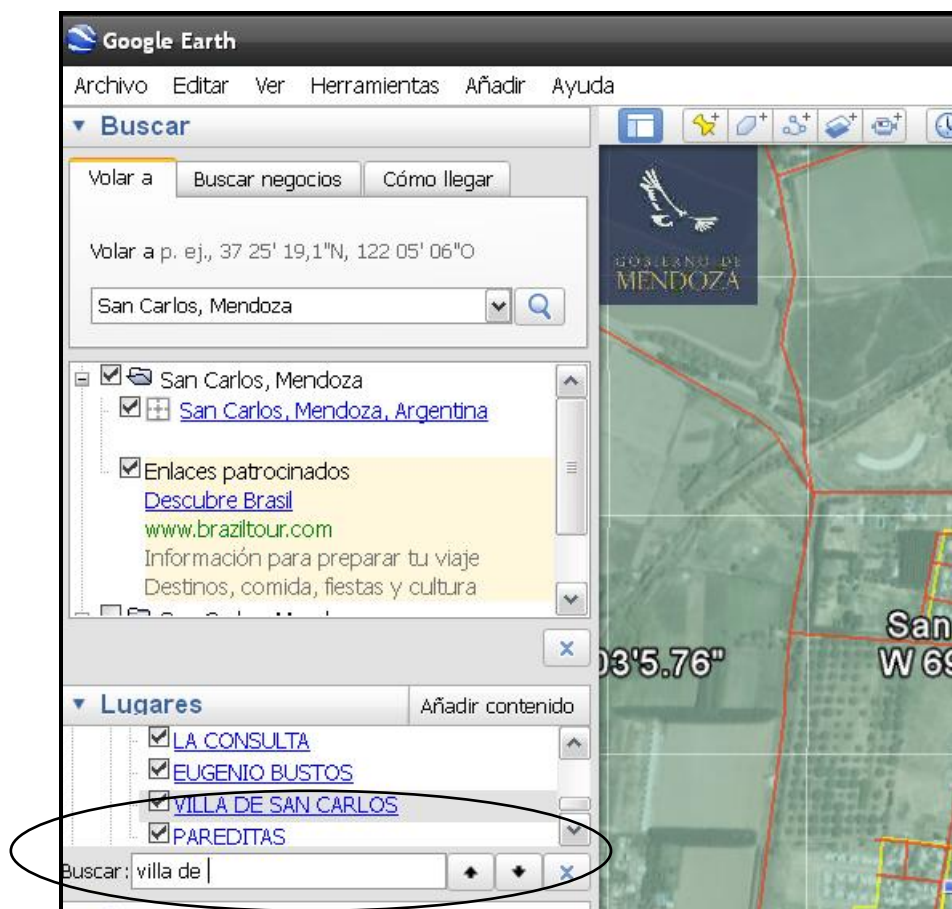 Google Earth
Archivo Editar Ver Herramientas Añadir Ayuda
Buscar
Volar a Buscar negocios Cómo llegar
Volar a p. ej., 37 25' 19,1"N, 122 05' 06"O
San Carlos, Mendoza
San Carlos, Mendoza
San Carlos, Mendoza, Argentina
Enlaces patrocinados
Descubre Brasil
www.braziltour.com
Información para preparar tu viaje
Destinos, comida, fiestas y cultura
Lugares Añadir contenido
LA CONSULTA
EUGENIO BUSTOS
VILLA DE SAN CARLOS
PAREDITAS
Buscar: villa de
GOBIERNO DE
MENDOZA
San
W 69
03'5.76"